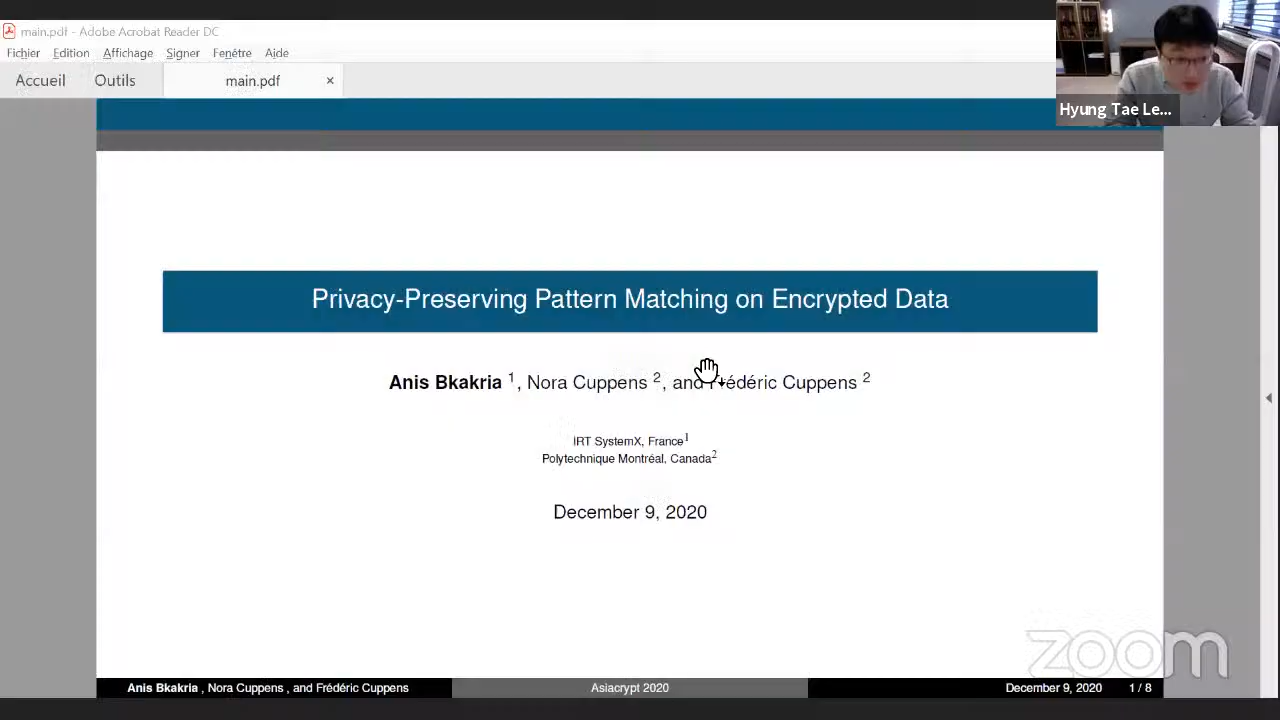 main.pdf - Adobe Acrobat Reader DC
Fichier Edition Affichage Signer Fenêtre Aide
Accueil Outils main.pdf ×
Hyung Tae Le...
Privacy-Preserving Pattern Matching on Encrypted Data
Anis Bkakria 1, Nora Cuppens 2, and Frédéric Cuppens 2
IRT SystemX, France1
Polytechnique Montréal, Canada2
December 9, 2020
zoom
Anis Bkakria , Nora Cuppens , and Frédéric Cuppens Asiacrypt 2020 December 9, 2020 1 / 8